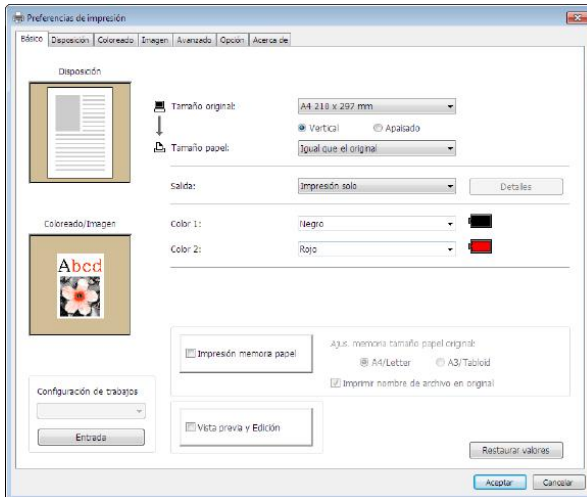 Preferencias de impresión
Básico Disposición Coloreado Imagen Avanzado Opción Acerca de
Disposición
Tamaño original: A4 210 x 297 mm
Vertical Apaisado
Tamaño papel: Igual que el original
Salida: Impresión solo Detalles
Coloreado/Imagen
Color 1: Negro
Color 2: Rojo
Abcd
Impresón memora papel
Ajus. memoria tamaño papel original:
A4/Letter A3/Tabloid
Imprimir nombre de archivo en original
Configuración de trabajos
Entrada
Vista previa y Edición
Restaurar valores
Aceptar Cancelar